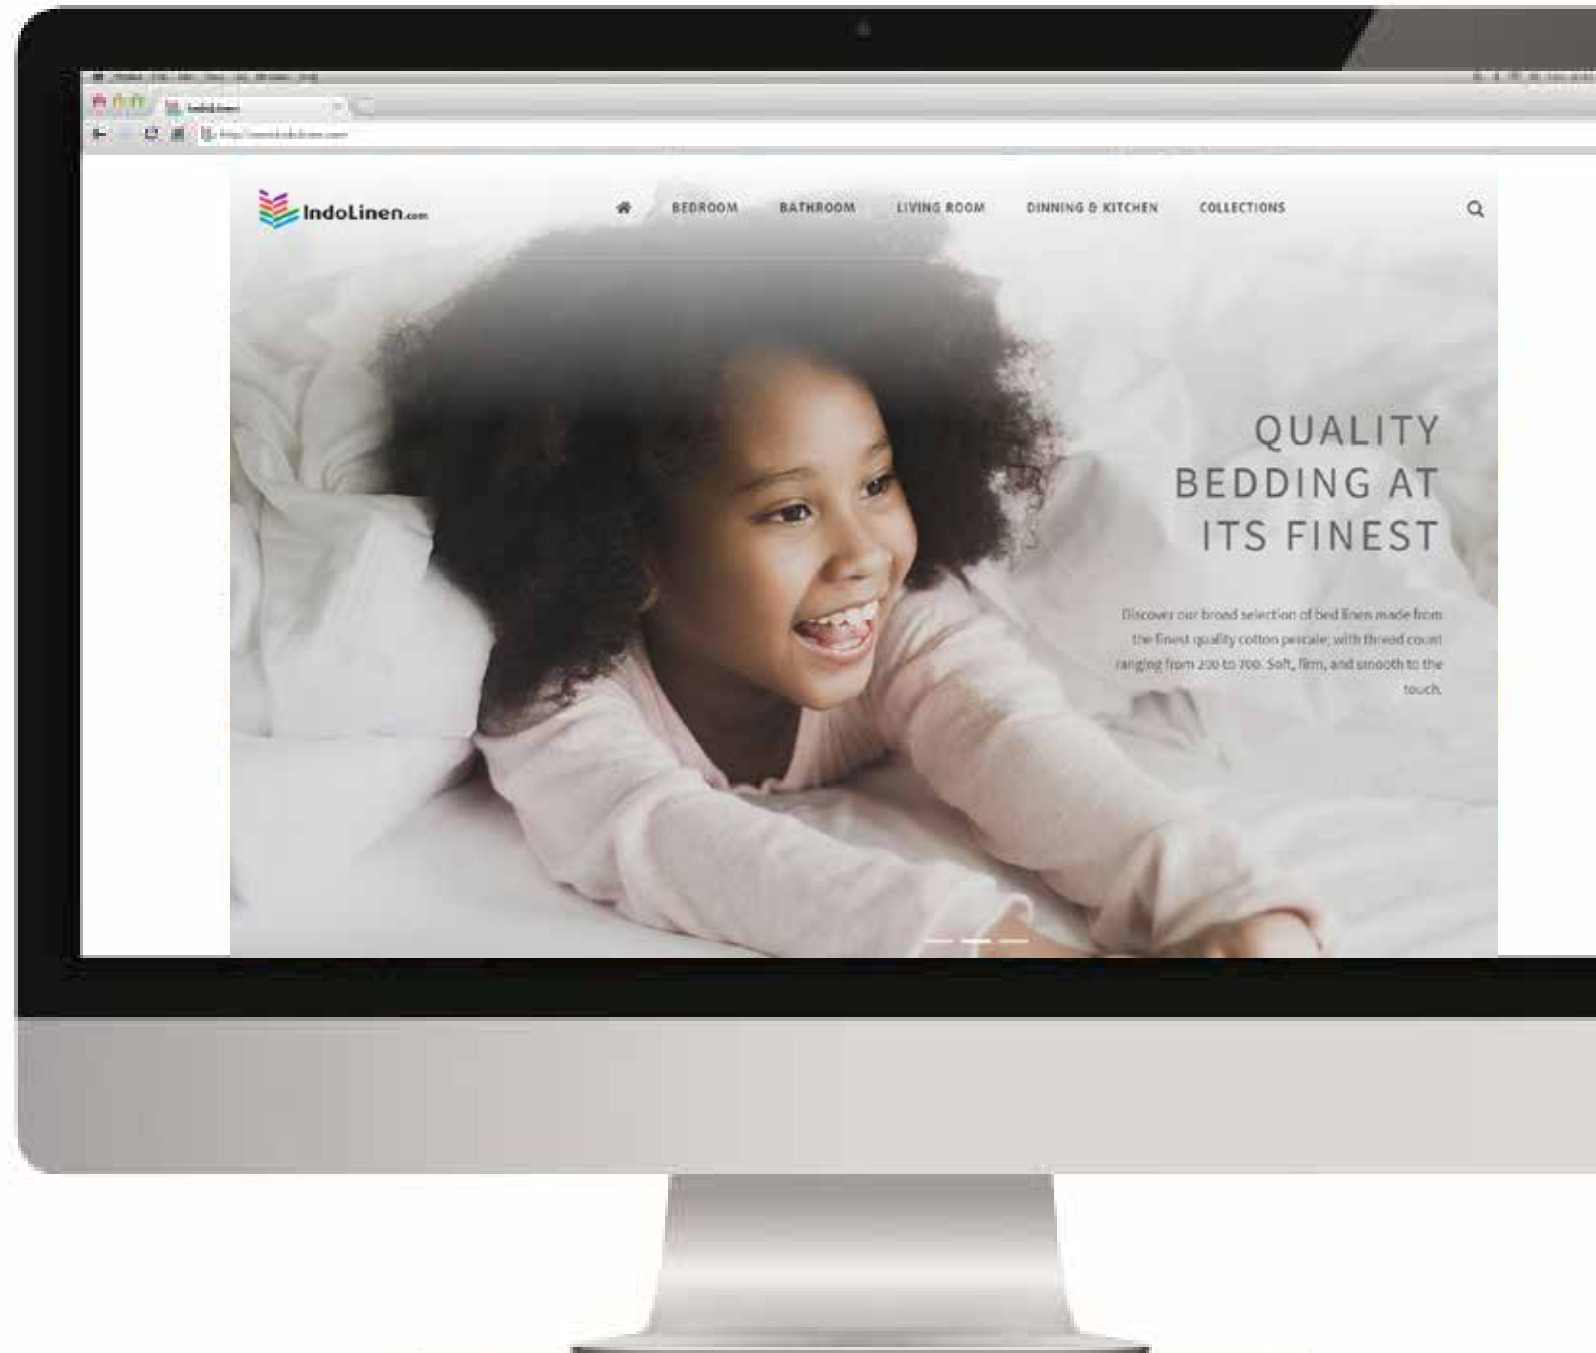 IndoLinen
IndoLinen.com
BEDROOM BATHROOM LIVING ROOM DINNING & KITCHEN COLLECTIONS
QUALITY
BEDDING AT
ITS FINEST
Discover our broad selection of bed linen made from
the finest quality cotton percale; with thread count
ranging from 200 to 700. Soft, firm, and smooth to the
touch.